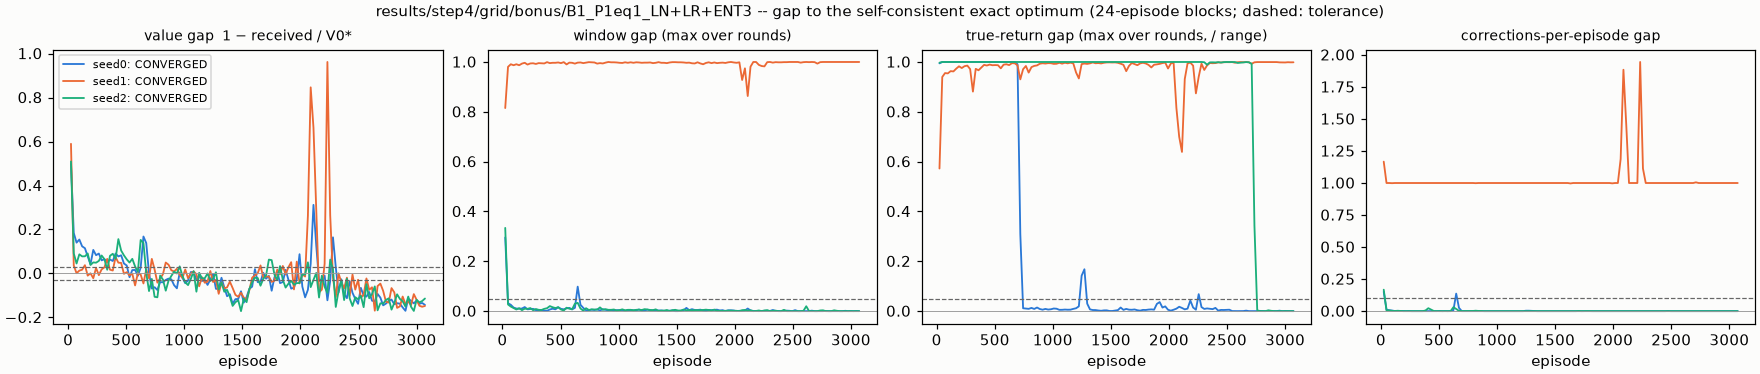 results/step4/grid/bonus/B1_P1eq1_LN+LR+ENT3 -- gap to the self-consistent exact optimum (24-episode blocks; dashed: tolerance)
value gap  1 − received / V0*
1.0
0.8
0.6
0.4
0.2
0.0
−0.2
seed0: CONVERGED
seed1: CONVERGED
seed2: CONVERGED
0 500 1000 1500 2000 2500 3000
episode
window gap (max over rounds)
1.0
0.8
0.6
0.4
0.2
0.0
0 500 1000 1500 2000 2500 3000
episode
true-return gap (max over rounds, / range)
1.0
0.8
0.6
0.4
0.2
0.0
0 500 1000 1500 2000 2500 3000
episode
corrections-per-episode gap
2.00
1.75
1.50
1.25
1.00
0.75
0.50
0.25
0.00
0 500 1000 1500 2000 2500 3000
episode